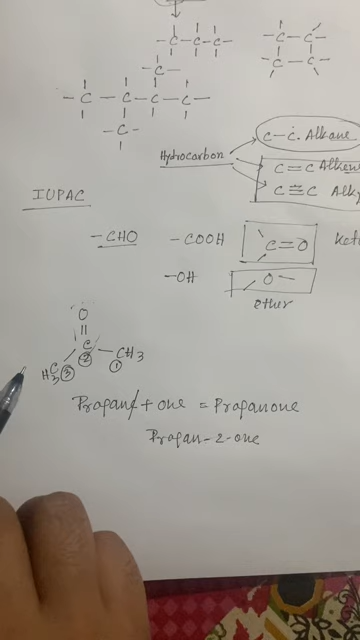 - C - C - C -
- C - C -
- C -
- C - C -
- C - C - C - C -
- C -
C - C. Alkane
Hydrocarbon
C = C Alkene
C ≡ C Alky
IUPAC
- CHO - COOH C = O Ket
- OH O -
ether
O
||
C
H3C ③ ② CH3 ①
Propane + one = Propanone
Propan - 2 - one